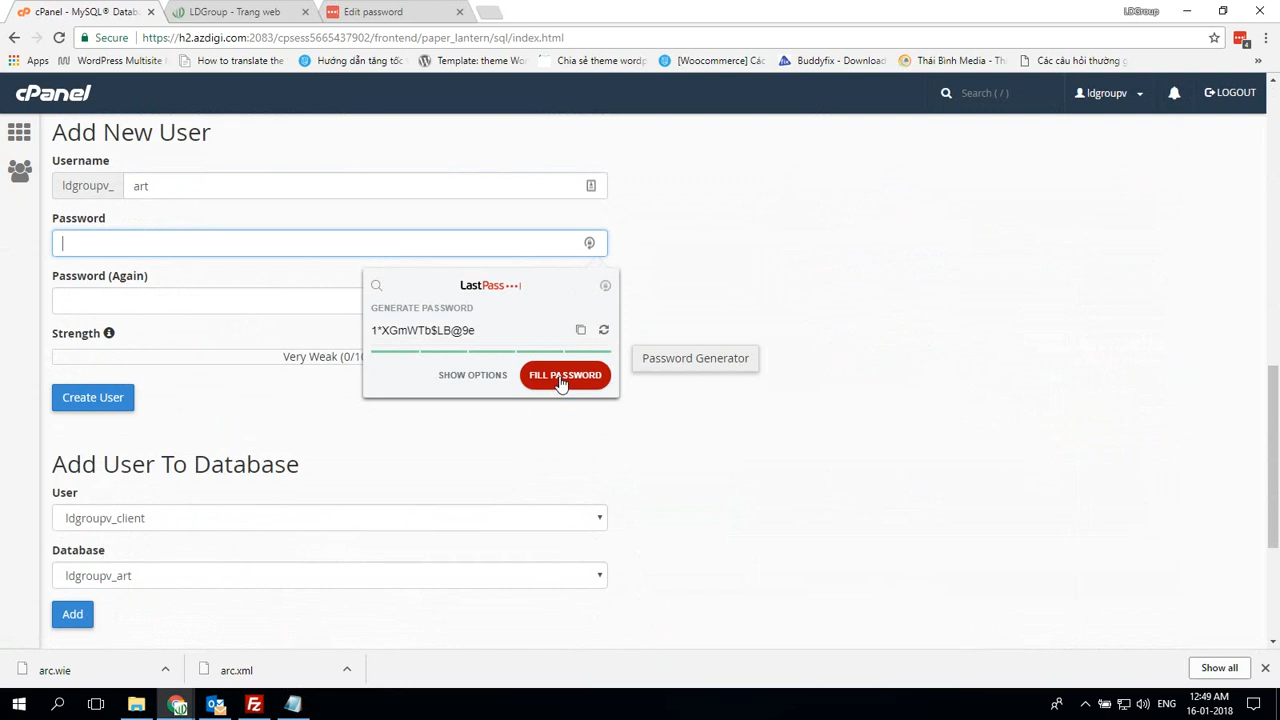 cPanel - MySQL® Datab
LDGroup - Trang web
Edit password
LDGroup
Secure
https://h2.azdigi.com:2083/cpsess5665437902/frontend/paper_lantern/sql/index.html
4
Apps
WordPress Multisite
How to translate the
Hướng dẫn tăng tốc
Template: theme Wo
Chia sẻ theme wordp
[Woocommerce] Các
Buddyfix - Download
Thái Bình Media - Th
Các câu hỏi thường g
»
cPanel
Search ( / )
ldgroupv
LOGOUT
Add New User
Username
ldgroupv_
art
Password
Password (Again)
LastPass
GENERATE PASSWORD
1*XGmWTb$LB@9e
Strength
Very Weak (0/10
Password Generator
SHOW OPTIONS
FILL PASSWORD
Create User
Add User To Database
User
ldgroupv_client
Database
ldgroupv_art
Add
arc.wie
arc.xml
Show all
ENG
12:49 AM
16-01-2018